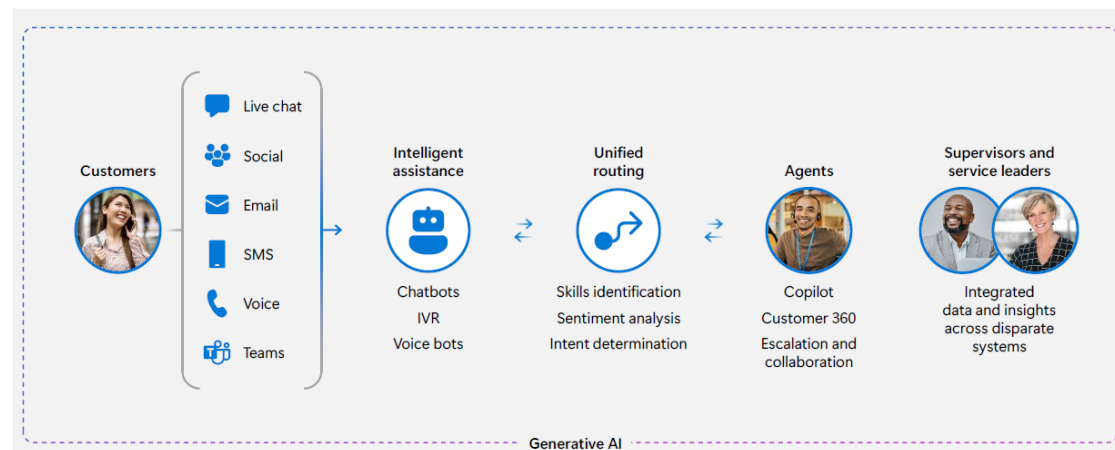 Customers
Live chat
Social
Email
SMS
Voice
Teams
Intelligent
assistance
Chatbots
IVR
Voice bots
Unified
routing
Skills identification
Sentiment analysis
Intent determination
Agents
Copilot
Customer 360
Escalation and
collaboration
Supervisors and
service leaders
Integrated
data and insights
across disparate
systems
Generative AI